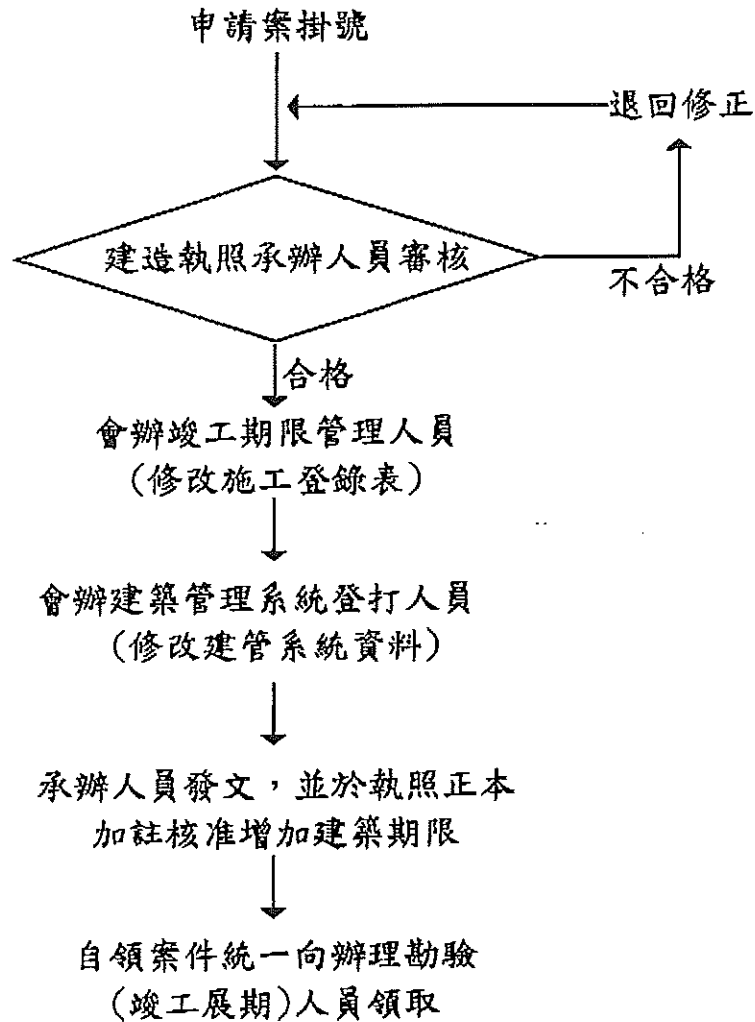 申請案掛號
退回修正
建造執照承辦人員審核
不合格
合格
會辦竣工期限管理人員
(修改施工登錄表)
會辦建築管理系統登打人員
(修改建管系統資料)
承辦人員發文，並於執照正本
加註核准增加建築期限
自領案件統一向辦理勘驗
(竣工展期)人員領取